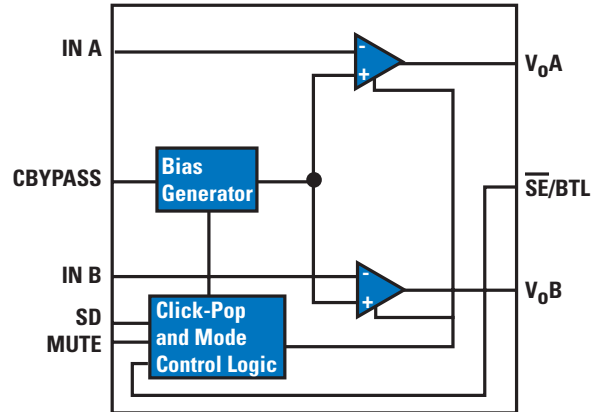 IN A
-
+
VoA
CBYPASS
Bias
Generator
SE/BTL
IN B
-
+
VoB
SD
MUTE
Click-Pop
and Mode
Control Logic